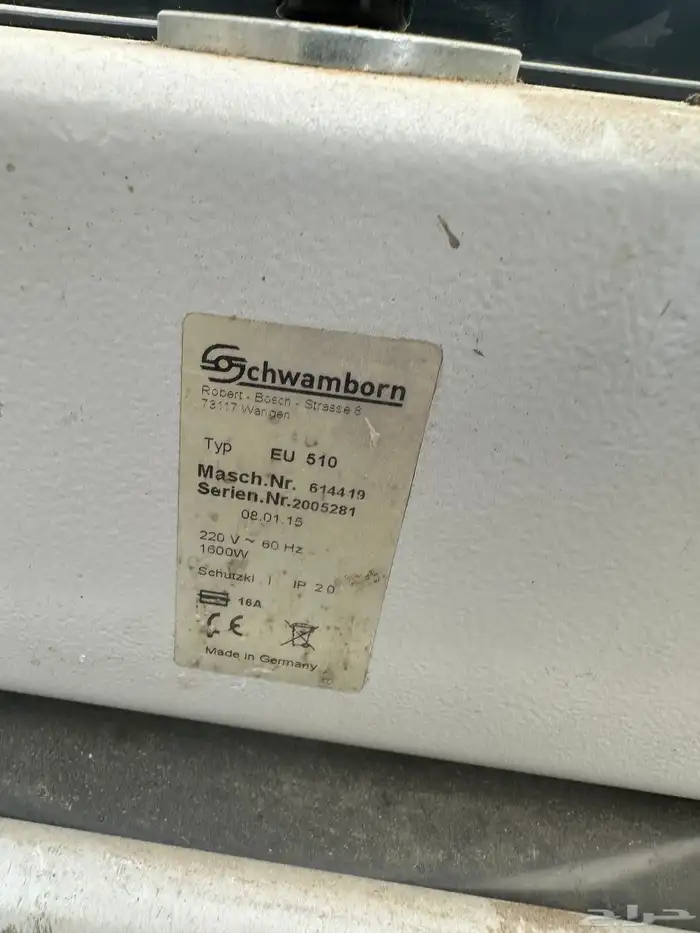 Schwamborn
Robert - Bosch - Strasse 8
73117 Wangen
Typ EU 510
Masch.Nr. 614419
Serien.Nr.2005281
08.01.15
220 V ~ 60 Hz
1600W
Schutzkl I IP 20
16A
CE
Made in Germany
حراج